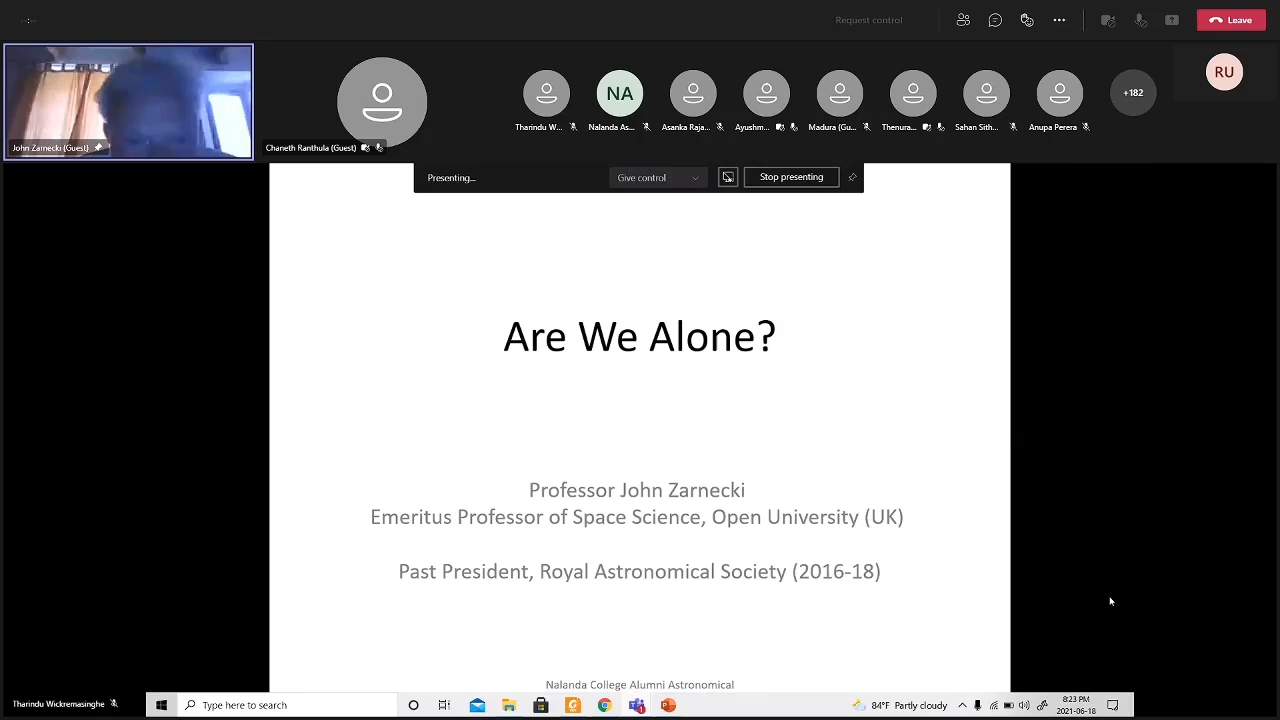 Request control
Leave
John Zarnecki (Guest)
Chaneth Ranthula (Guest)
Tharindu W...
NA
Nalanda As...
Asanka Raja...
Ayushm...
Madura (Gu...
Thenura...
Sahan Sith...
Anupa Perera
+182
RU
Presenting...
Give control
Stop presenting
Are We Alone?
Professor John Zarnecki
Emeritus Professor of Space Science, Open University (UK)
Past President, Royal Astronomical Society (2016-18)
Nalanda College Alumni Astronomical
Tharindu Wickremasinghe
Type here to search
84°F Partly cloudy
8:23 PM
2021-06-18